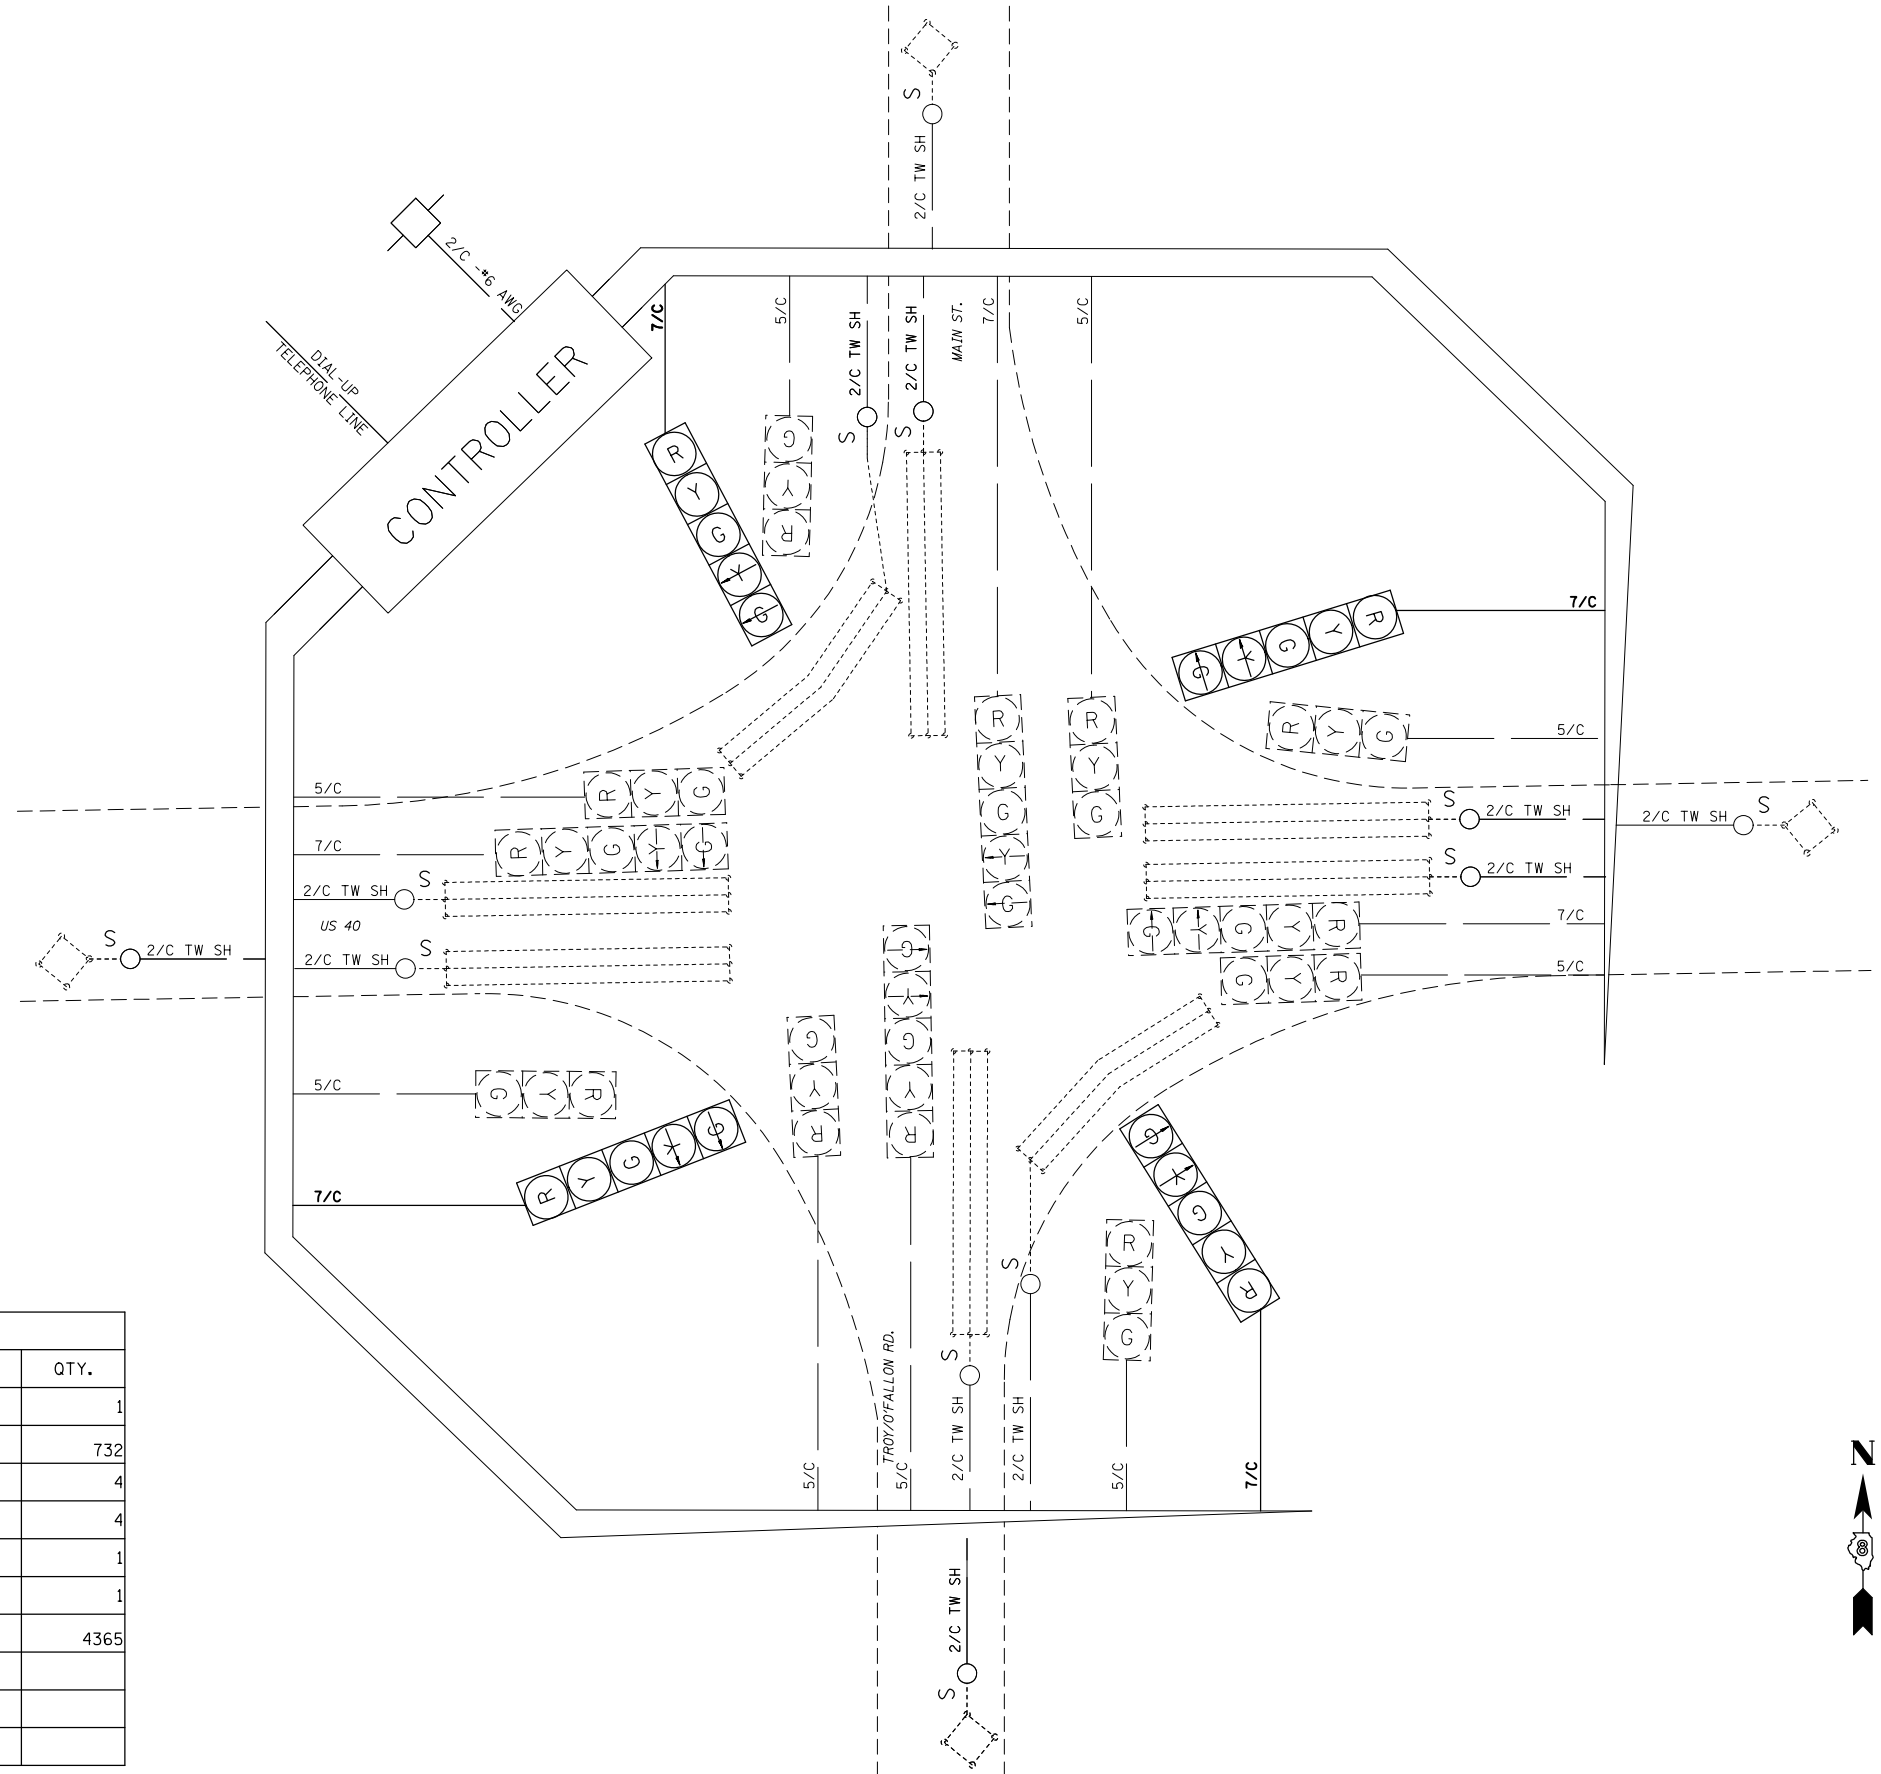 S
2/C TW SH
2/C -#6 AWG
DIAL-UP
TELEPHONE LINE
CONTROLLER
7/C
5/C
2/C TW SH
2/C TW SH
MAIN ST.
7/C
5/C
S
S
R
Y
G
Y
G
G
Y
R
R
Y
G
Y
G
R
Y
G
G
Y
G
Y
R
7/C
R
Y
G
5/C
5/C
R
Y
G
7/C
R
Y
G
Y
G
2/C TW SH
S
US 40
2/C TW SH
S
S
2/C TW SH
S
2/C TW SH
S
2/C TW SH
2/C TW SH
S
G
Y
G
Y
R
7/C
G
Y
R
5/C
G
Y
G
Y
R
G
Y
R
5/C
G
Y
R
7/C
R
Y
G
Y
G
G
Y
G
Y
R
R
Y
G
S
S
TROY/O'FALLON RD.
5/C
5/C
2/C TW SH
2/C TW SH
5/C
7/C
2/C TW SH
S
QTY.
1
732
4
4
1
1
4365
N
8